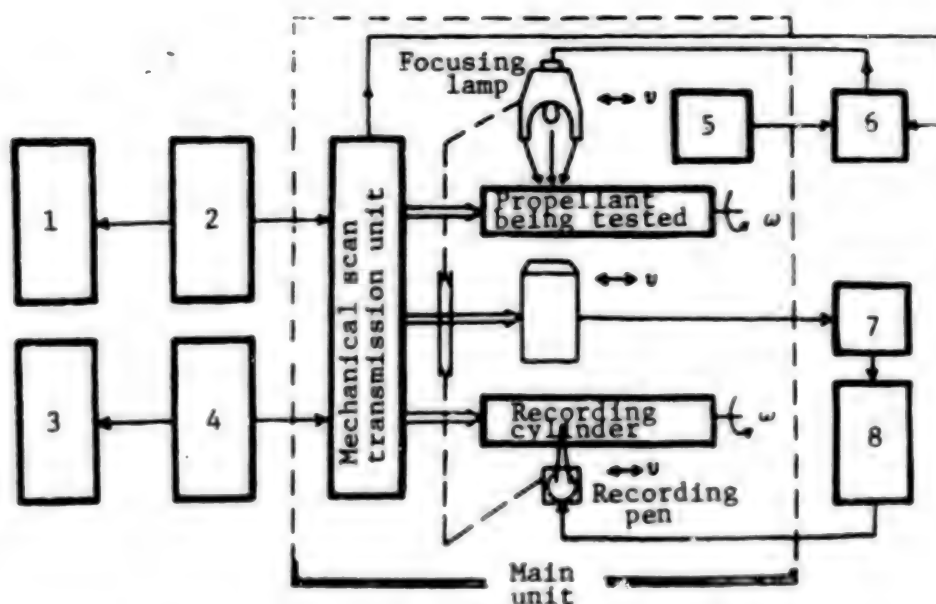 Focusing
lamp
υ
5
6
1
2
Mechanical scan
transmission unit
Propellant
being tested
ω
υ
7
3
4
Recording
cylinder
ω
8
υ
Recording
pen
Main
unit